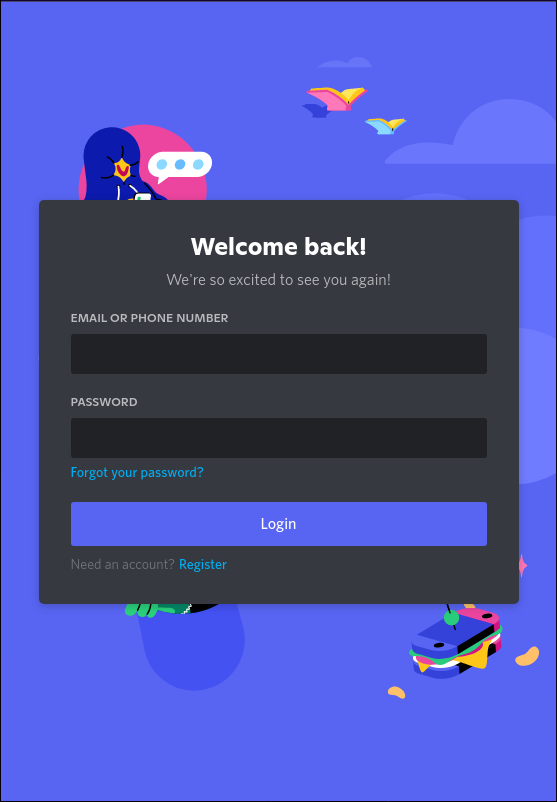 Welcome back!
We're so excited to see you again!
EMAIL OR PHONE NUMBER
PASSWORD
Forgot your password?
Login
Need an account? Register